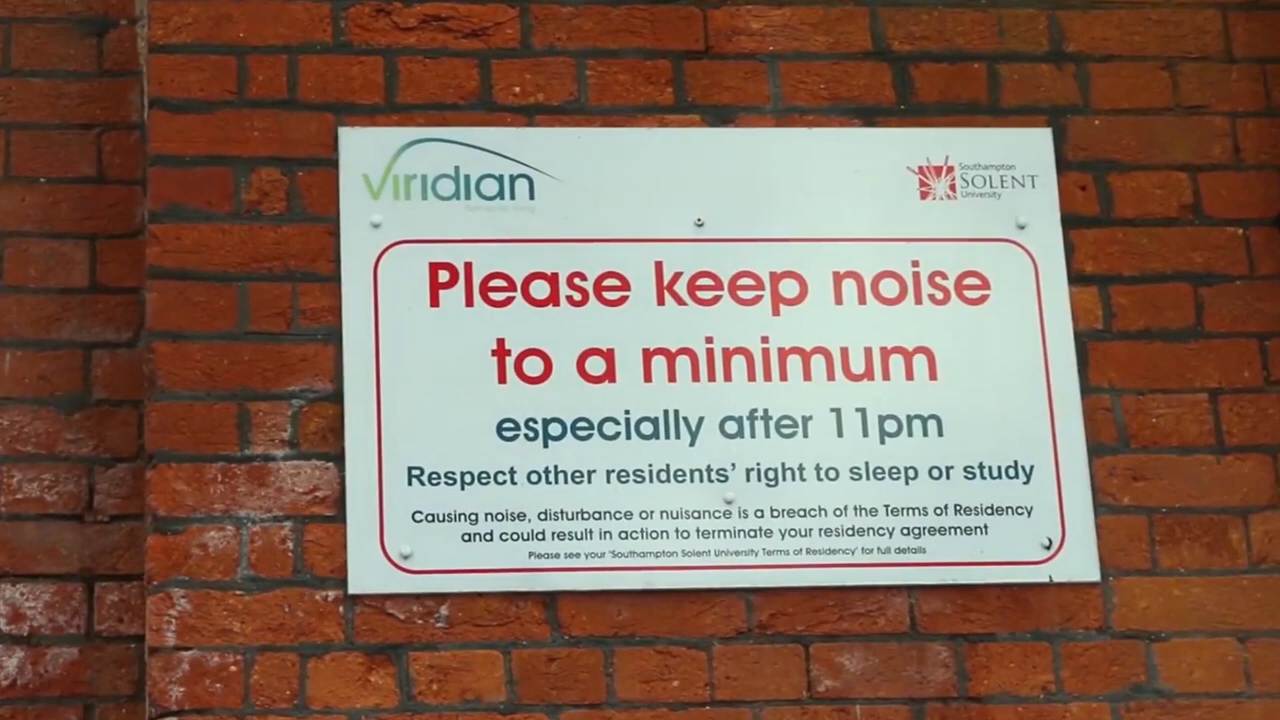 viridian
Southampton
SOLENT
University
Please keep noise
to a minimum
especially after 11pm
Respect other residents' right to sleep or study
Causing noise, disturbance or nuisance is a breach of the Terms of Residency
and could result in action to terminate your residency agreement
Please see your 'Southampton Solent University Terms of Residency' for full details